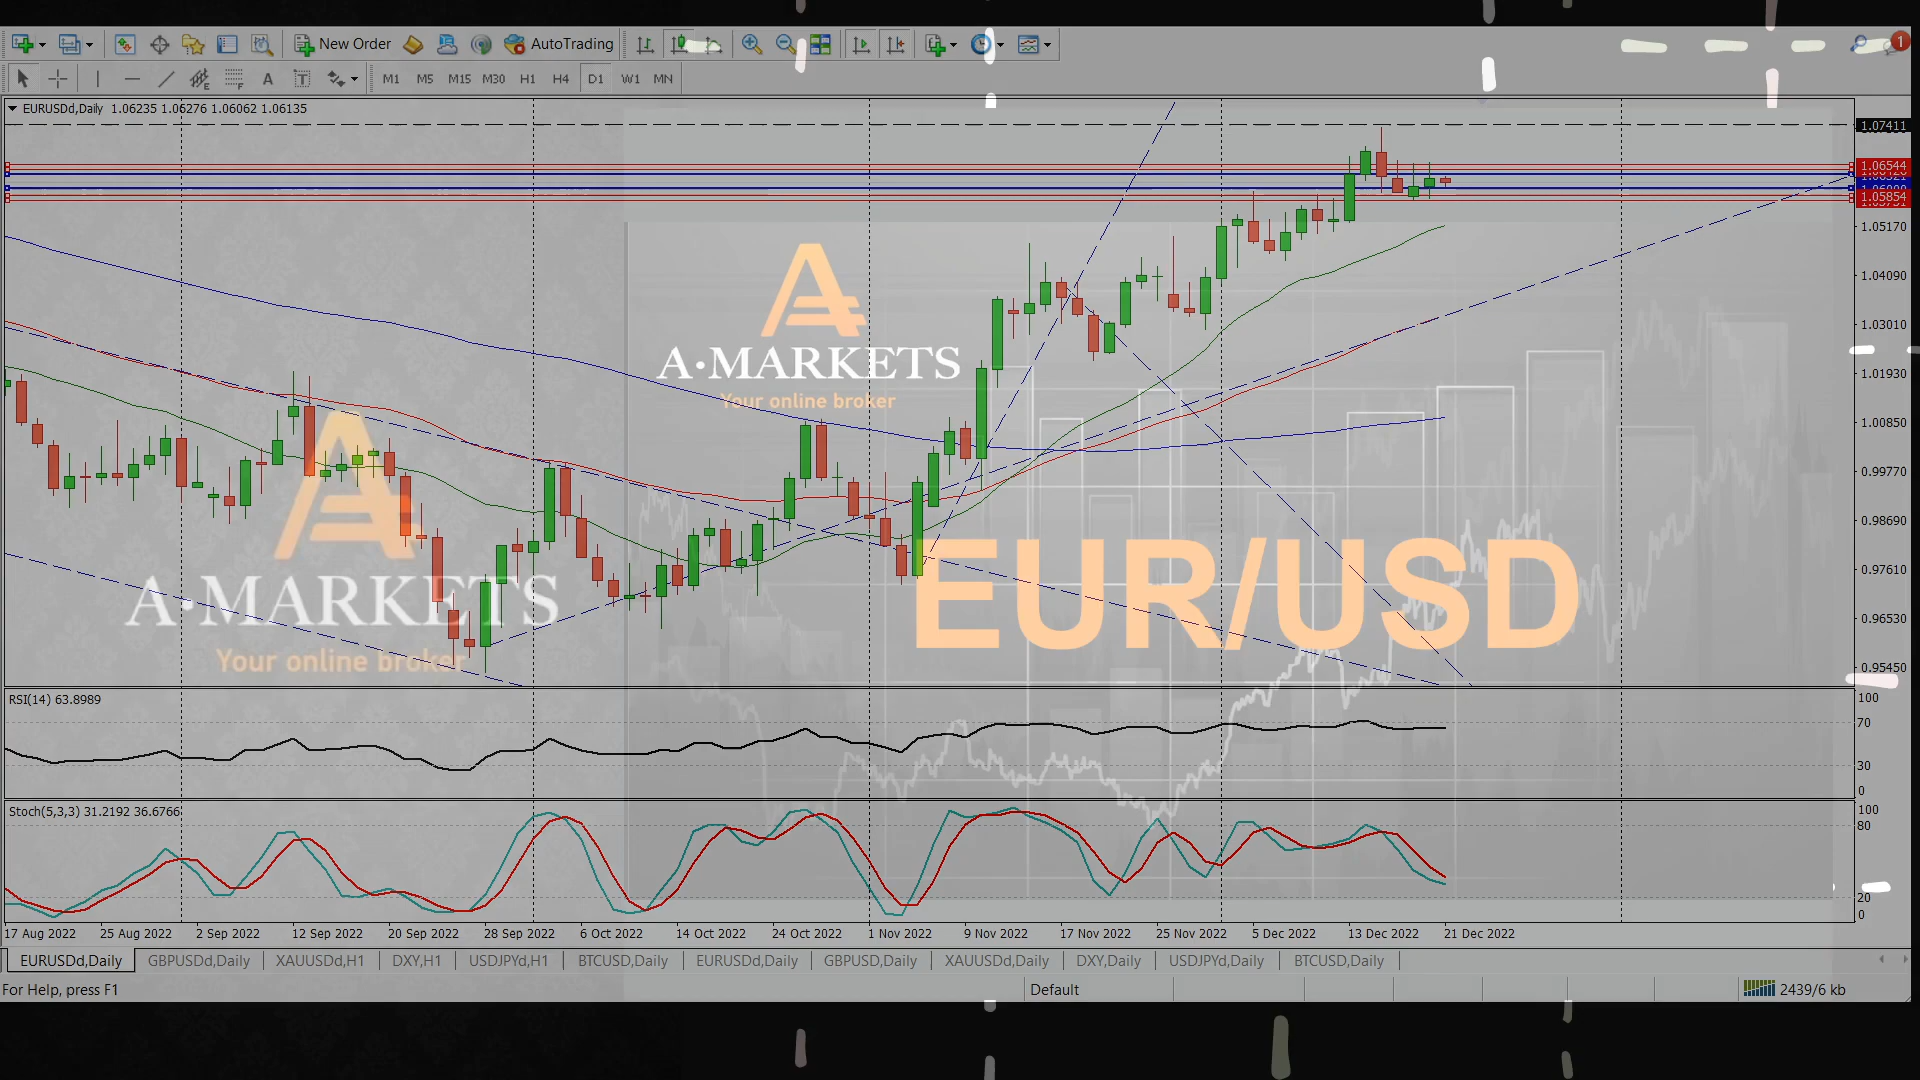 New Order
AutoTrading
1
A
T
M1 M5 M15 M30 H1 H4 D1 W1 MN
EURUSDd,Daily 1.06235 1.06276 1.06062 1.06135
1.07411
1.06544
1.05854
1.05170
1.04090
1.03010
1.01930
1.00850
0.99770
0.98690
0.97610
0.96530
0.95450
A·MARKETS
Your online broker
A·MARKETS
Your online broker
EUR/USD
RSI(14) 63.8989
100
70
30
0
Stoch(5,3,3) 31.2192 36.6766
100
80
20
0
17 Aug 2022 25 Aug 2022 2 Sep 2022 12 Sep 2022 20 Sep 2022 28 Sep 2022 6 Oct 2022 14 Oct 2022 24 Oct 2022 1 Nov 2022 9 Nov 2022 17 Nov 2022 25 Nov 2022 5 Dec 2022 13 Dec 2022 21 Dec 2022
EURUSDd,Daily GBPUSDd,Daily XAUUSDd,H1 DXY,H1 USDJPYd,H1 BTCUSD,Daily EURUSDd,Daily GBPUSD,Daily XAUUSDd,Daily DXY,Daily USDJPYd,Daily BTCUSD,Daily
For Help, press F1
Default
2439/6 kb